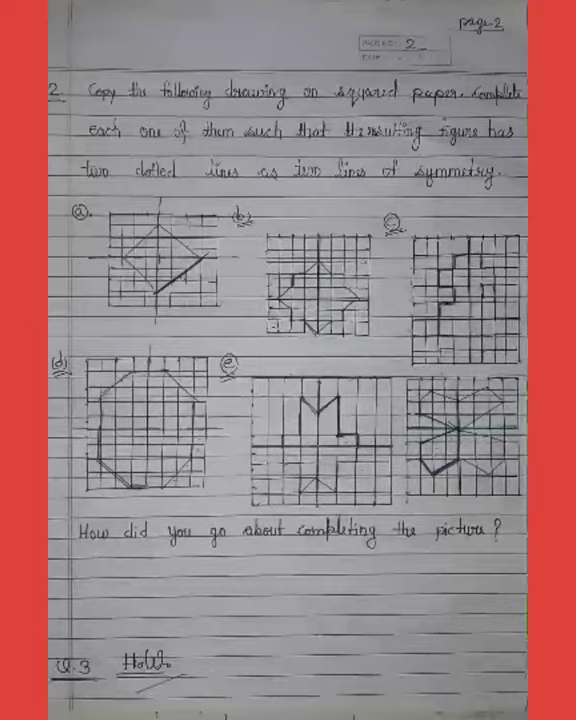 page-2
2
2 Copy the following drawing on squared paper. Complete
each one of them such that the resulting figure has
two dotted lines as two lines of symmetry.
(a). (b) (c)
(d) (e)
How did you go about completing the picture?
Q.3